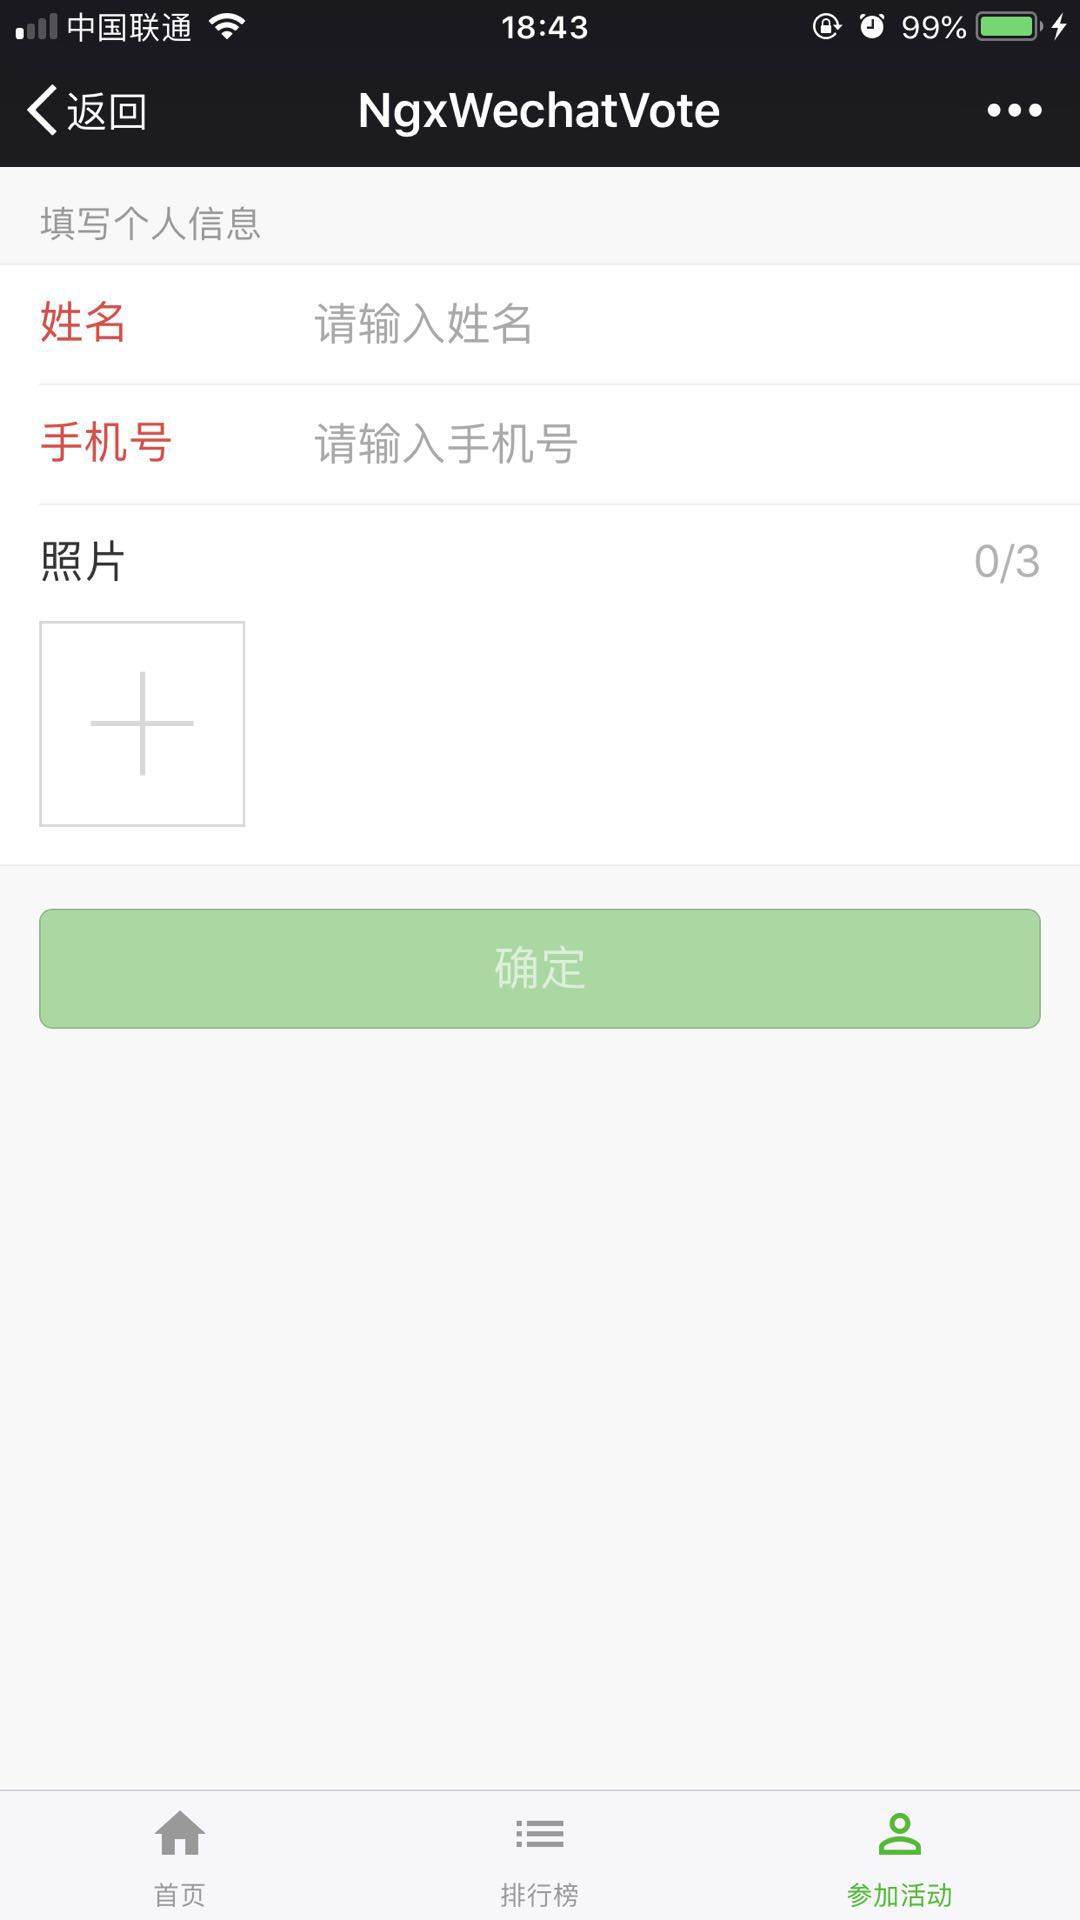 中国联通 18:43 99%
返回 NgxWechatVote
填写个人信息
姓名 请输入姓名
手机号 请输入手机号
照片 0/3
确定
首页 排行榜 参加活动